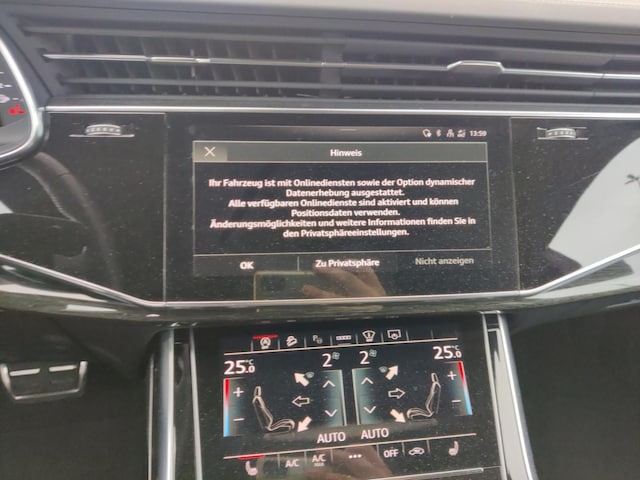 13:59
Hinweis
Ihr Fahrzeug ist mit Onlinediensten sowie der Option dynamischer
Datenerhebung ausgestattet.
Alle verfügbaren Onlinedienste sind aktiviert und können
Positionsdaten verwenden.
Änderungsmöglichkeiten und weitere Informationen finden Sie in
den Privatsphäreeinstellungen.
OK Zu Privatsphäre Nicht anzeigen
25.0 °C 2 2 25.0 °C
+ +
− −
AUTO AUTO
A/C A/C MAX ... OFF